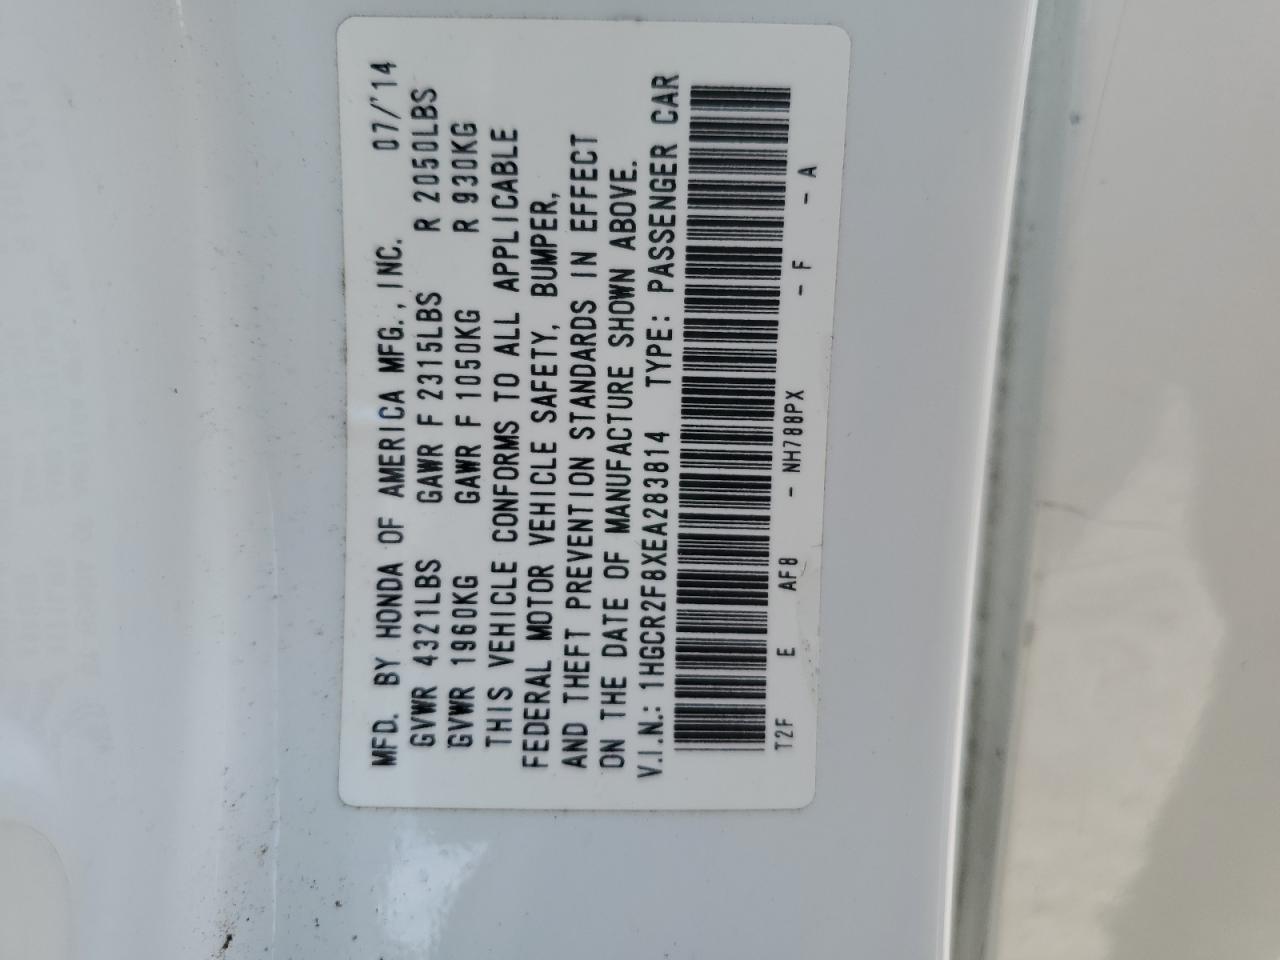 MFD. BY HONDA OF AMERICA MFG., INC. 07/'14
GVWR 4321LBS GAWR F 2315LBS R 2050LBS
GVWR 1960KG GAWR F 1050KG R 930KG
THIS VEHICLE CONFORMS TO ALL APPLICABLE
FEDERAL MOTOR VEHICLE SAFETY, BUMPER,
AND THEFT PREVENTION STANDARDS IN EFFECT
ON THE DATE OF MANUFACTURE SHOWN ABOVE.
V.I.N.: 1HGCR2F8XEA283814 TYPE: PASSENGER CAR
T2F E AF8 - NH788PX - F - A